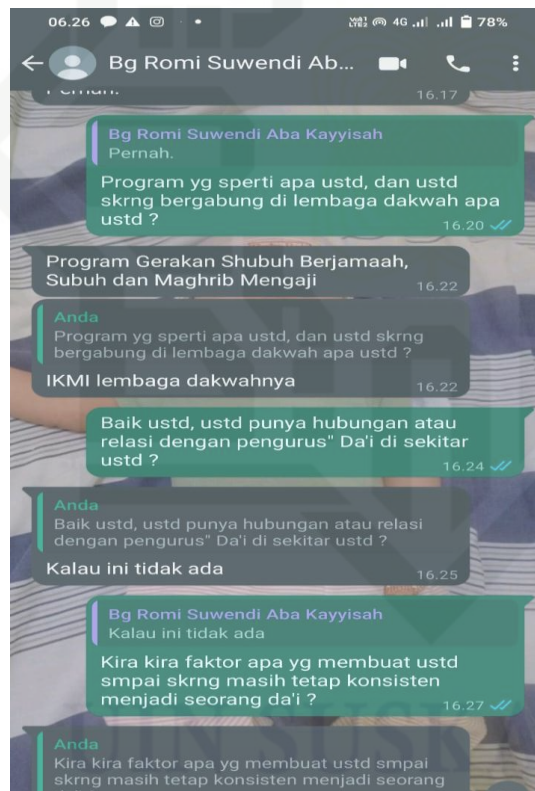 06.26
4G
78%
Bg Romi Suwendi Ab...
16.17
Bg Romi Suwendi Aba Kayyisah
Pernah.
Program yg sperti apa ustd, dan ustd
skrng bergabung di lembaga dakwah apa
ustd ?
16.20
Program Gerakan Shubuh Berjamaah,
Subuh dan Maghrib Mengaji
16.22
Anda
Program yg sperti apa ustd, dan ustd skrng
bergabung di lembaga dakwah apa ustd ?
IKMI lembaga dakwahnya
16.22
Baik ustd, ustd punya hubungan atau
relasi dengan pengurus" Da'i di sekitar
ustd ?
16.24
Anda
Baik ustd, ustd punya hubungan atau relasi
dengan pengurus" Da'i di sekitar ustd ?
Kalau ini tidak ada
16.25
Bg Romi Suwendi Aba Kayyisah
Kalau ini tidak ada
Kira kira faktor apa yg membuat ustd
smpai skrng masih tetap konsisten
menjadi seorang da'i ?
16.27
UIN SUSKA
Anda
Kira kira faktor apa yg membuat ustd smpai
skrng masih tetap konsisten menjadi seorang